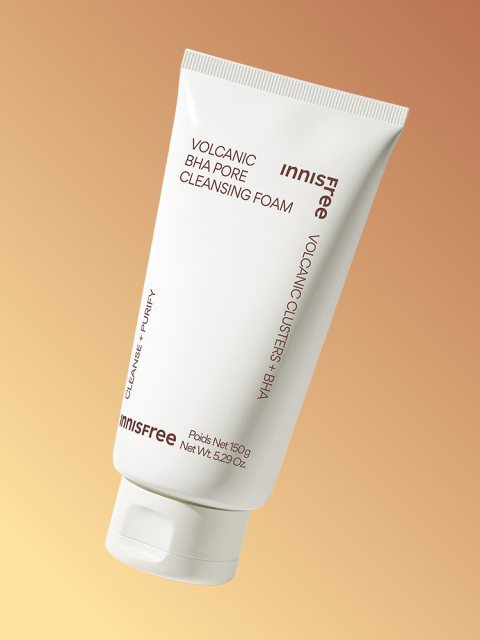 VOLCANIC
BHA PORE
CLEANSING FOAM
INNISFree
VOLCANIC CLUSTERS + BHA
CLEANSE + PURIFY
INNISFree
Poids Net 150g
Net Wt. 5.29 Oz.